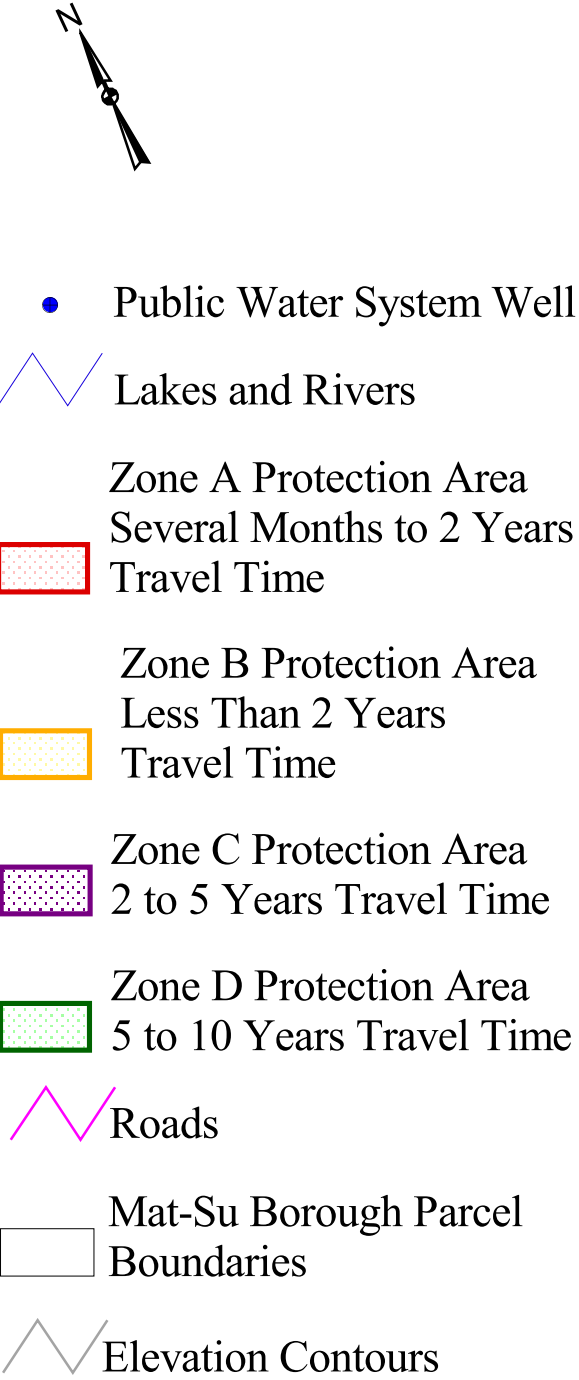 N
Public Water System Well
Lakes and Rivers
Zone A Protection Area
Several Months to 2 Years
Travel Time
Zone B Protection Area
Less Than 2 Years
Travel Time
Zone C Protection Area
2 to 5 Years Travel Time
Zone D Protection Area
5 to 10 Years Travel Time
Roads
Mat-Su Borough Parcel
Boundaries
Elevation Contours